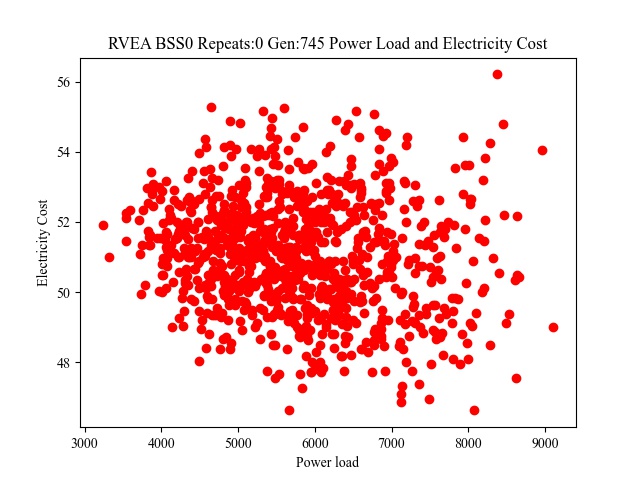 RVEA BSS0 Repeats:0 Gen:745 Power Load and Electricity Cost
56
54
52
50
48
Electricity Cost
3000 4000 5000 6000 7000 8000 9000
Power load